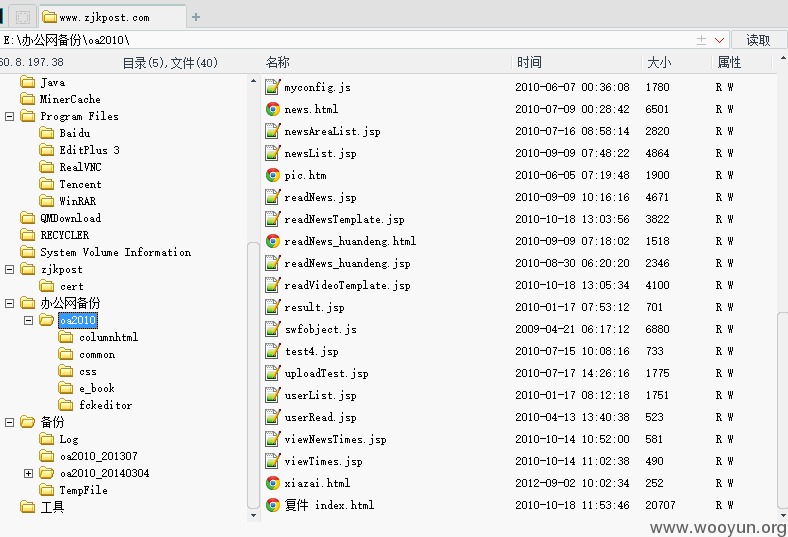 www.zjkpost.com
E:\办公网备份\oa2010\
读取
60.8.197.38
目录(5),文件(40)
名称 时间 大小 属性
Java
MinerCache
Program Files
Baidu
EditPlus 3
RealVNC
Tencent
WinRAR
QMDownload
RECYCLER
System Volume Information
zjkpost
cert
办公网备份
oa2010
columnhtml
common
css
e_book
fckeditor
备份
Log
oa2010_201307
oa2010_20140304
TempFile
工具
myconfig.js 2010-06-07 00:36:08 1780 R W
news.html 2010-07-09 00:28:42 6501 R W
newsAreaList.jsp 2010-07-16 08:58:14 2820 R W
newsList.jsp 2010-09-09 07:48:22 4864 R W
pic.htm 2010-06-05 07:19:48 1900 R W
readNews.jsp 2010-09-09 10:16:16 4671 R W
readNewsTemplate.jsp 2010-10-18 13:03:56 3822 R W
readNews_huandeng.html 2010-09-09 07:18:02 1518 R W
readNews_huandeng.jsp 2010-08-30 06:20:20 2346 R W
readVideoTemplate.jsp 2010-10-18 13:05:34 4100 R W
result.jsp 2010-01-17 07:53:12 701 R W
swfobject.js 2009-04-21 06:17:12 6880 R W
test4.jsp 2010-07-15 10:08:16 733 R W
uploadTest.jsp 2010-07-17 14:26:16 1775 R W
userList.jsp 2010-01-17 08:12:18 1751 R W
userRead.jsp 2010-04-13 13:40:38 523 R W
viewNewsTimes.jsp 2010-10-14 10:52:00 581 R W
viewTimes.jsp 2010-10-14 11:02:38 490 R W
xiazai.html 2012-09-02 10:02:34 252 R W
复件 index.html 2010-10-18 11:53:46 20707 R W
www.wooyun.org